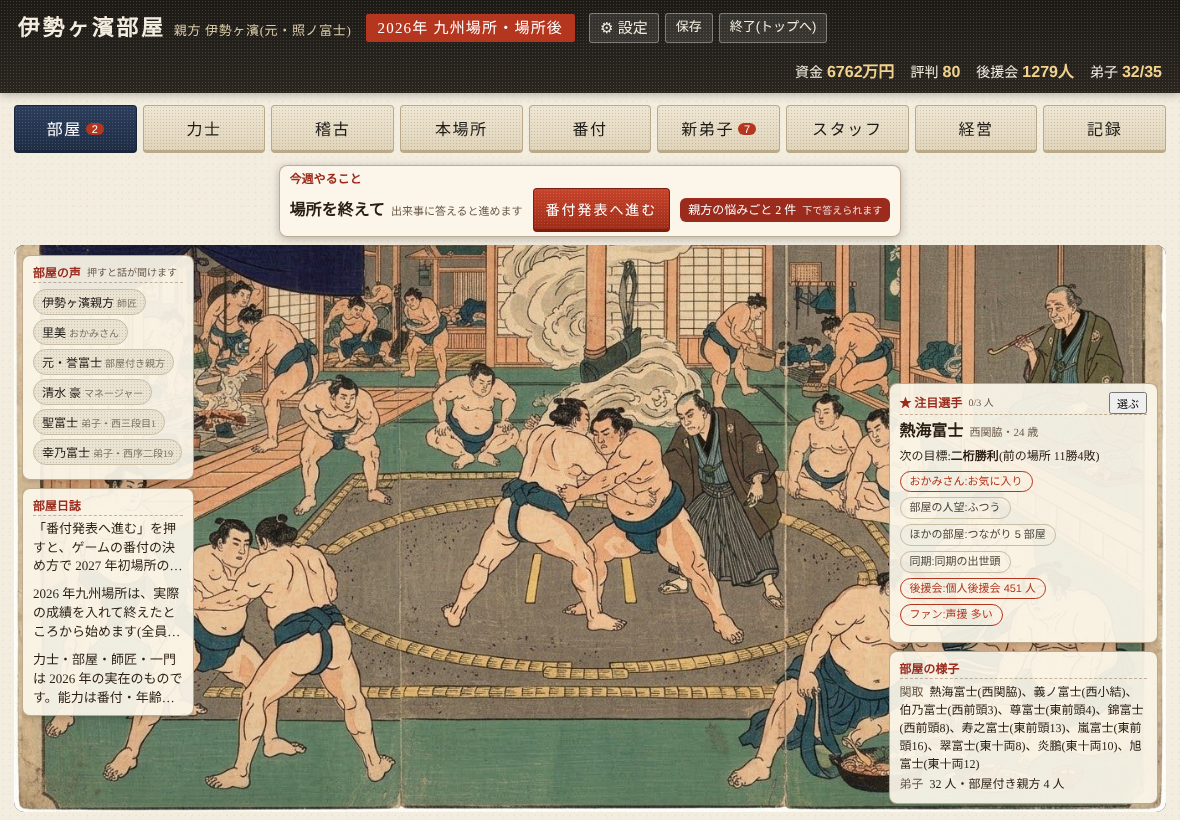 伊勢ヶ濱部屋 親方 伊勢ヶ濱(元・照ノ富士) 2026年 九州場所・場所後 ⚙ 設定 保存 終了(トップへ)
資金 6762万円 評判 80 後援会 1279人 弟子 32/35
部屋 2 力士 稽古 本場所 番付 新弟子 7 スタッフ 経営 記録
今週やること
場所を終えて 出来事に答えると進めます 番付発表へ進む 親方の悩みごと 2 件 下で答えられます
部屋の声 押すと話が聞けます
伊勢ヶ濱親方 師匠
里美 おかみさん
元・誉富士 部屋付き親方
清水 豪 マネージャー
聖富士 弟子・西三段目1
幸乃富士 弟子・西序二段19
部屋日誌
「番付発表へ進む」を押
すと、ゲームの番付の決
め方で 2027 年初場所の…
2026 年九州場所は、実際
の成績を入れて終えたと
ころから始めます(全員…
力士・部屋・師匠・一門
は 2026 年の実在のもので
す。能力は番付・年齢…
★ 注目選手 0/3 人 選ぶ
熱海富士 西関脇・24 歳
次の目標:二桁勝利(前の場所 11勝4敗)
おかみさん:お気に入り
部屋の人望:ふつう
ほかの部屋:つながり 5 部屋
同期:同期の出世頭
後援会:個人後援会 451 人
ファン:声援 多い
部屋の様子
関取 熱海富士(西関脇)、義ノ富士(西小結)、
伯乃富士(西前頭3)、尊富士(東前頭4)、錦富士
(西前頭8)、寿之富士(東前頭13)、嵐富士(東前
頭16)、翠富士(東十両8)、炎鵬(東十両10)、旭
富士(東十両12)
弟子 32 人・部屋付き親方 4 人